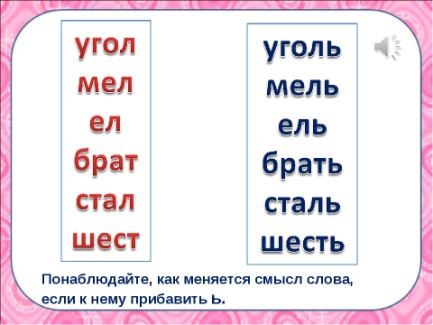 угол
мел
ел
брат
стал
шест
уголь
мель
ель
брать
сталь
шесть
Понаблюдайте, как меняется смысл слова,
если к нему прибавить ь.